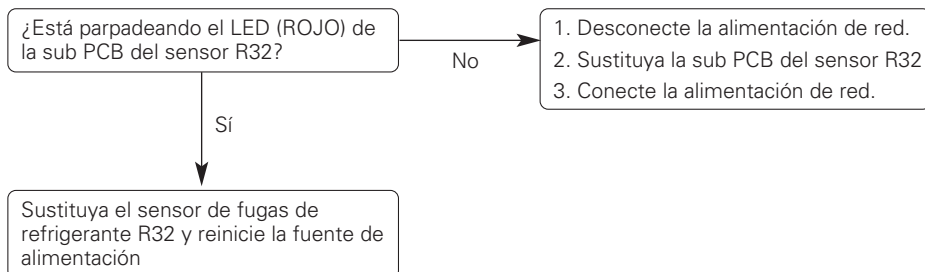 ¿Está parpadeando el LED (ROJO) de
la sub PCB del sensor R32?
No
1. Desconecte la alimentación de red.
2. Sustituya la sub PCB del sensor R32
3. Conecte la alimentación de red.
Sí
Sustituya el sensor de fugas de
refrigerante R32 y reinicie la fuente de
alimentación